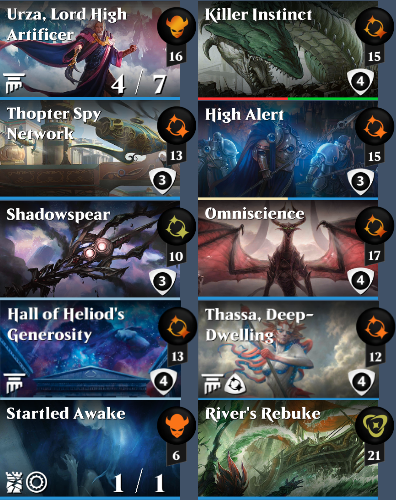 Urza, Lord High
Artificer
16
4 / 7
Killer Instinct
15
4
Thopter Spy
Network
13
3
High Alert
15
3
Shadowspear
10
3
Omniscience
17
4
Hall of Heliod's
Generosity
13
4
Thassa, Deep-
Dwelling
12
4
Startled Awake
6
1 / 1
River's Rebuke
21